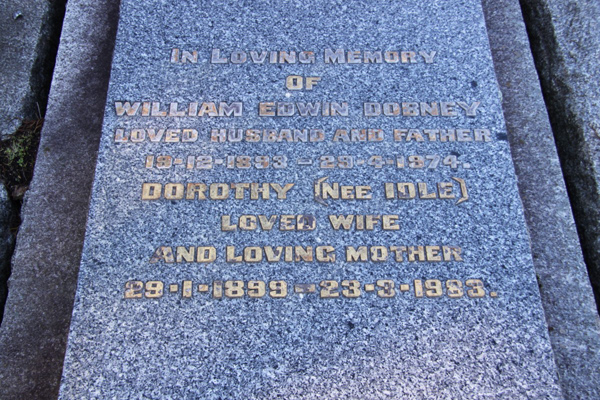 In Loving Memory
OF
WILLIAM EDWIN DOBNEY
LOVED HUSBAND AND FATHER
19-12-1893 - 29-4-1974.
DOROTHY (NEE IDLE)
LOVED WIFE
AND LOVING MOTHER
29-1-1899 - 23-3-1993.